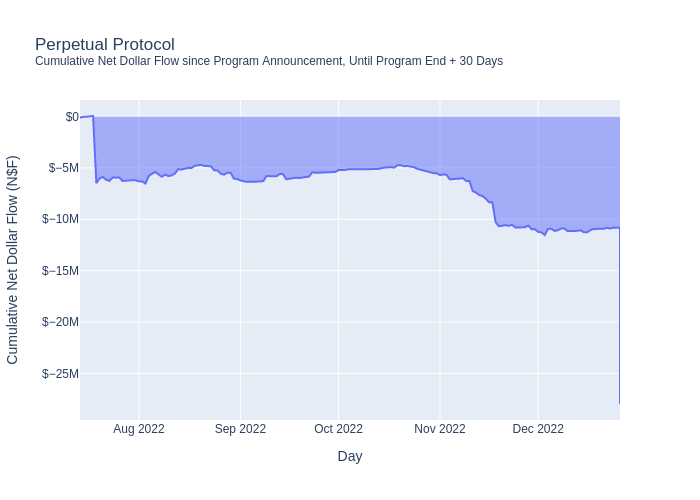 Perpetual Protocol
Cumulative Net Dollar Flow since Program Announcement, Until Program End + 30 Days
Cumulative Net Dollar Flow (N$F)
$0
$−5M
$−10M
$−15M
$−20M
$−25M
Aug 2022
Sep 2022
Oct 2022
Nov 2022
Dec 2022
Day